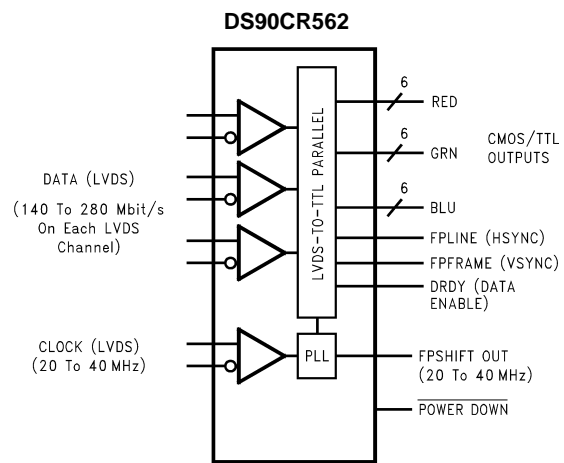 DS90CR562
6
RED
6
GRN
CMOS/TTL
OUTPUTS
6
BLU
LVDS-TO-TTL PARALLEL
DATA (LVDS)
(140 To 280 Mbit/s
On Each LVDS
Channel)
FPLINE (HSYNC)
FPFRAME (VSYNC)
DRDY (DATA
ENABLE)
CLOCK (LVDS)
(20 To 40 MHz)
PLL
FPSHIFT OUT
(20 To 40 MHz)
POWER DOWN